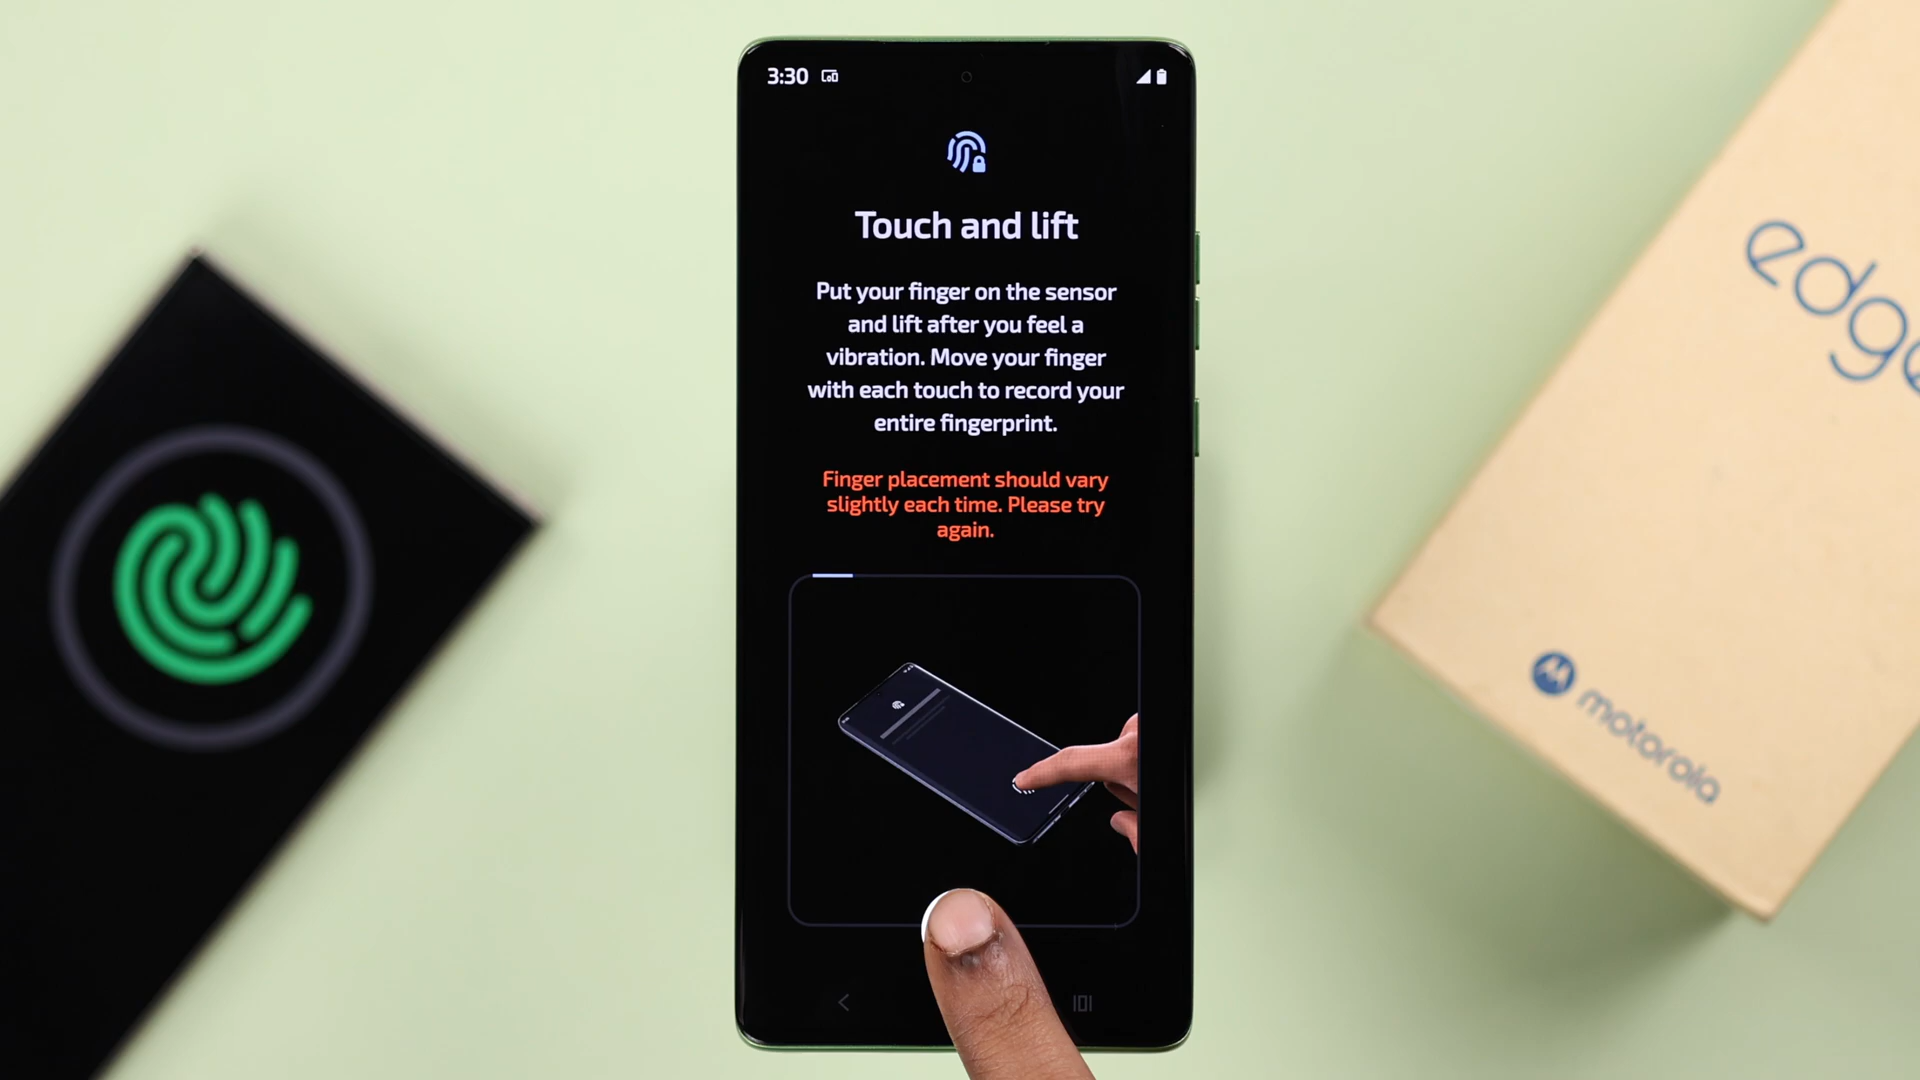 3:30
Touch and lift
Put your finger on the sensor
and lift after you feel a
vibration. Move your finger
with each touch to record your
entire fingerprint.
Finger placement should vary
slightly each time. Please try
again.
edge
motorola